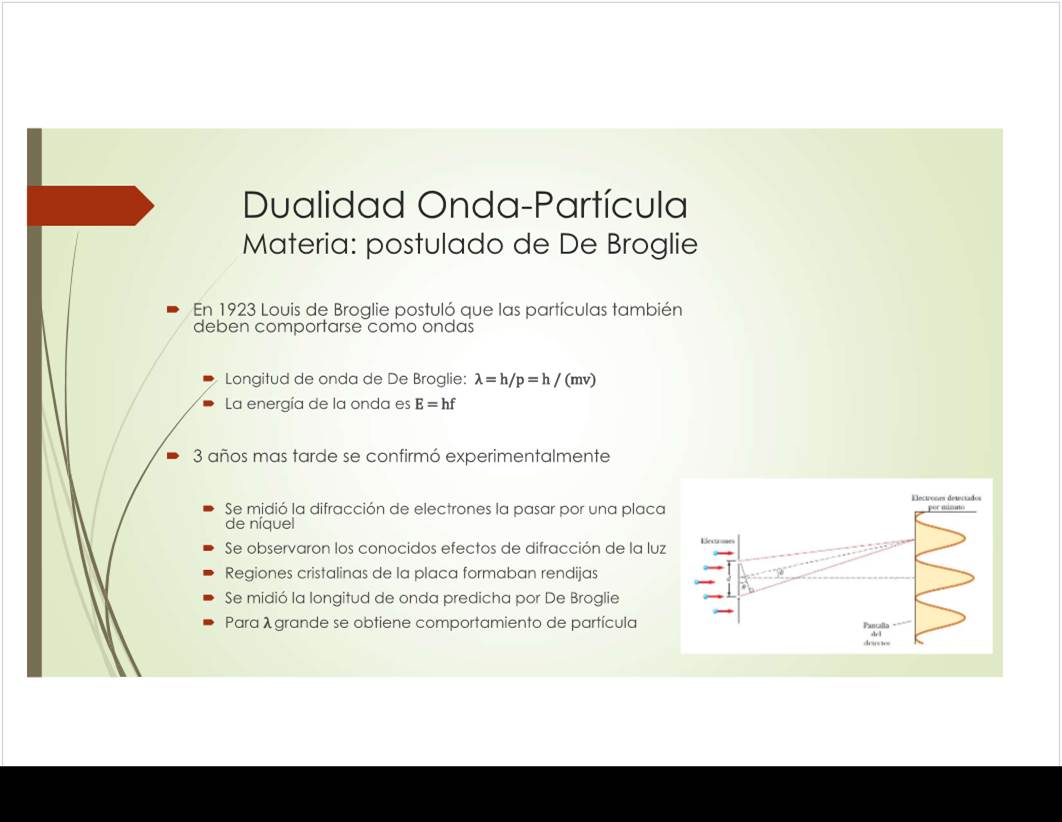 Dualidad Onda-Partícula
Materia: postulado de De Broglie
En 1923 Louis de Broglie postuló que las partículas también
deben comportarse como ondas
Longitud de onda de De Broglie: λ = h/p = h / (mv)
La energía de la onda es E = hf
3 años mas tarde se confirmó experimentalmente
Se midió la difracción de electrones la pasar por una placa
de níquel
Se observaron los conocidos efectos de difracción de la luz
Regiones cristalinas de la placa formaban rendijas
Se midió la longitud de onda predicha por De Broglie
Para λ grande se obtiene comportamiento de partícula
Electrones detectados
por minuto
Electrones
Pantalla
del
detector